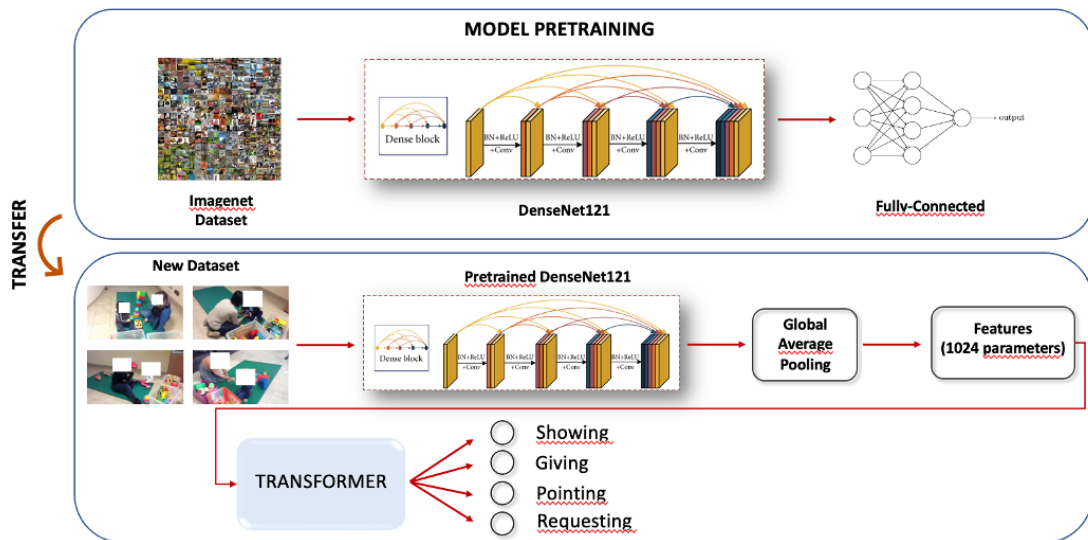 MODEL PRETRAINING
Dense block
BN+ReLU
+Conv
BN+ReLU
+Conv
BN+ReLU
+Conv
BN+ReLU
+Conv
output
Imagenet
Dataset
DenseNet121
Fully-Connected
TRANSFER
New Dataset
Pretrained DenseNet121
Dense block
BN+ReLU
+Conv
BN+ReLU
+Conv
BN+ReLU
+Conv
BN+ReLU
+Conv
Global
Average
Pooling
Features
(1024 parameters)
TRANSFORMER
Showing
Giving
Pointing
Requesting